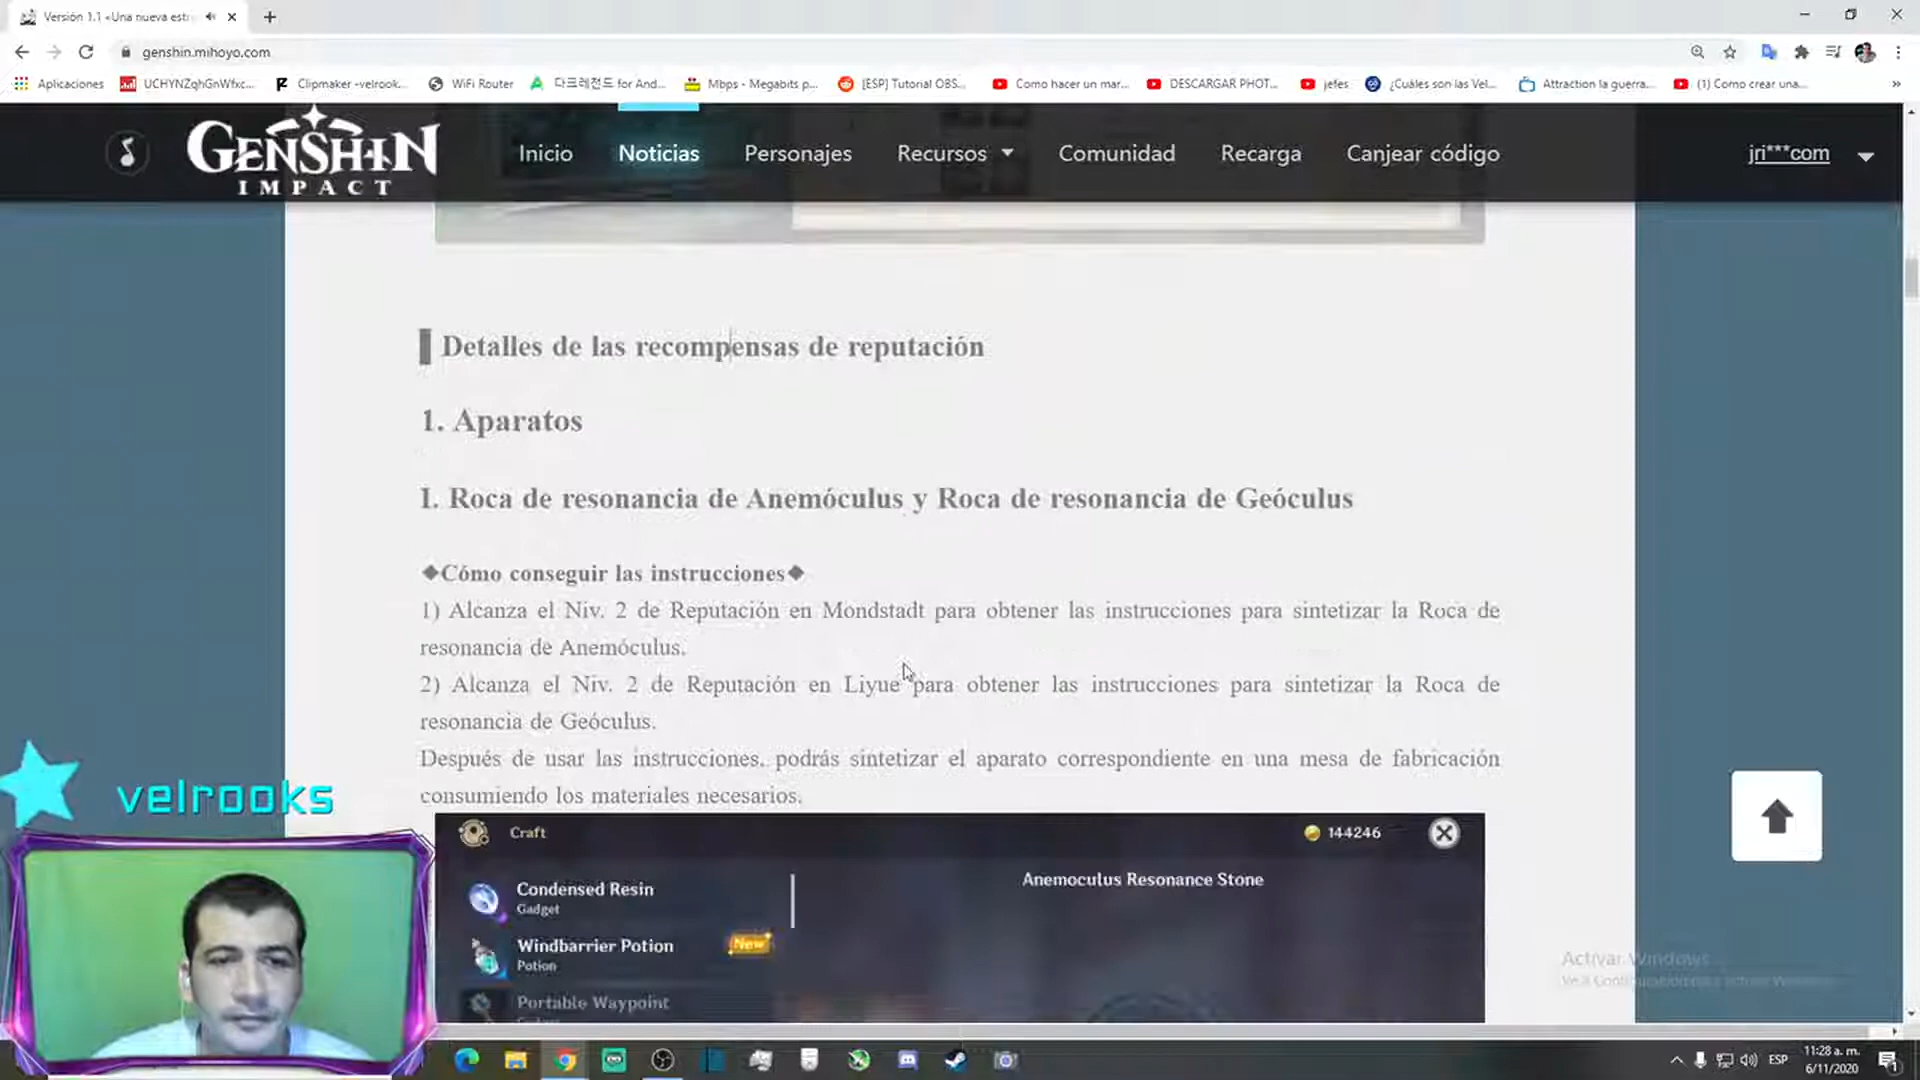 Versión 1.1 «Una nueva estr
genshin.mihoyo.com
Aplicaciones
UCHYNZqhGnWfxc...
Clipmaker -velrook...
WiFi Router
다크레전드 for And...
Mbps - Megabits p...
[ESP] Tutorial OBS...
Como hacer un mar...
DESCARGAR PHOT...
jefes
¿Cuáles son las Vel...
Attraction la guerra...
(1) Como crear una...
GENSHIN
IMPACT
Inicio
Noticias
Personajes
Recursos
Comunidad
Recarga
Canjear código
jri***com
Detalles de las recompensas de reputación
1. Aparatos
I. Roca de resonancia de Anemóculus y Roca de resonancia de Geóculus
◆Cómo conseguir las instrucciones◆
1) Alcanza el Niv. 2 de Reputación en Mondstadt para obtener las instrucciones para sintetizar la Roca de
resonancia de Anemóculus.
2) Alcanza el Niv. 2 de Reputación en Liyue para obtener las instrucciones para sintetizar la Roca de
resonancia de Geóculus.
Después de usar las instrucciones, podrás sintetizar el aparato correspondiente en una mesa de fabricación
consumiendo los materiales necesarios.
velrooks
Craft
144246
Condensed Resin
Gadget
Anemoculus Resonance Stone
Windbarrier Potion
Potion
New
Portable Waypoint
Activar Windows
ESP
11:28 a. m.
6/11/2020